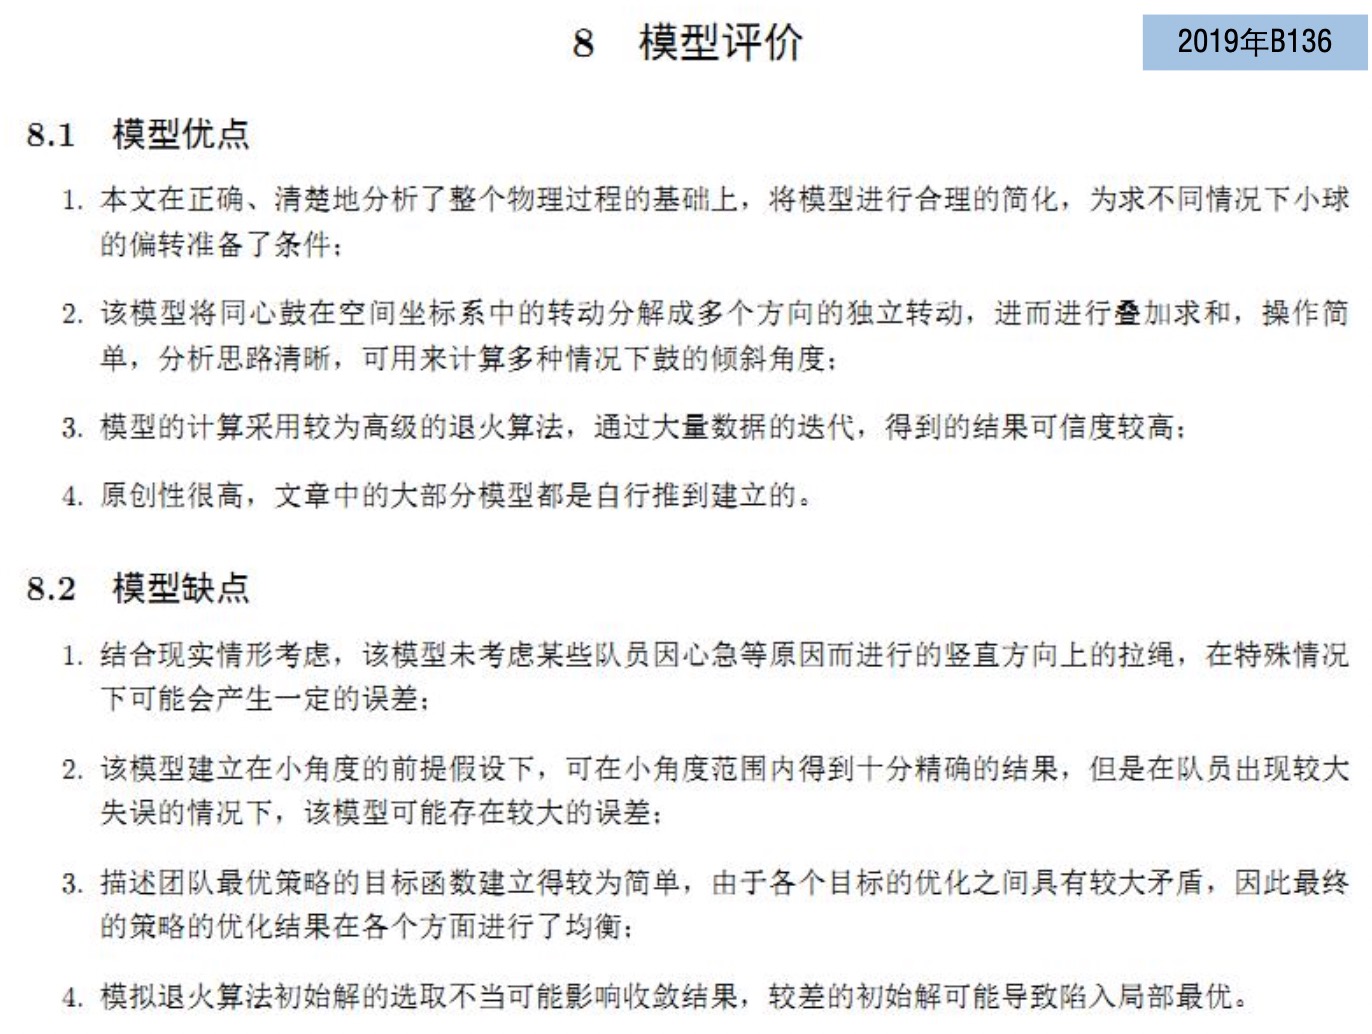 8 模型评价
2019年B136
8.1 模型优点
1. 本文在正确、清楚地分析了整个物理过程的基础上，将模型进行合理的简化，为求不同情况下小球
的偏转准备了条件；
2. 该模型将同心鼓在空间坐标系中的转动分解成多个方向的独立转动，进而进行叠加求和，操作简
单，分析思路清晰，可用来计算多种情况下鼓的倾斜角度；
3. 模型的计算采用较为高级的退火算法，通过大量数据的迭代，得到的结果可信度较高；
4. 原创性很高，文章中的大部分模型都是自行推到建立的。
8.2 模型缺点
1. 结合现实情形考虑，该模型未考虑某些队员因心急等原因而进行的竖直方向上的拉绳，在特殊情况
下可能会产生一定的误差；
2. 该模型建立在小角度的前提假设下，可在小角度范围内得到十分精确的结果，但是在队员出现较大
失误的情况下，该模型可能存在较大的误差；
3. 描述团队最优策略的目标函数建立得较为简单，由于各个目标的优化之间具有较大矛盾，因此最终
的策略的优化结果在各个方面进行了均衡；
4. 模拟退火算法初始解的选取不当可能影响收敛结果，较差的初始解可能导致陷入局部最优。